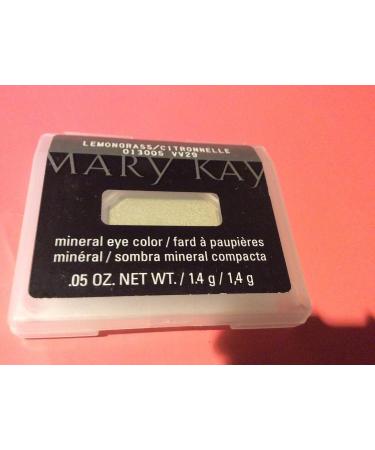 LEMONGRASS/CITRONNELLE
013005 VV29
MARY KAY
mineral eye color / fard à paupières
minéral / sombra mineral compacta
.05 OZ. NET WT. / 1.4 g / 1,4 g